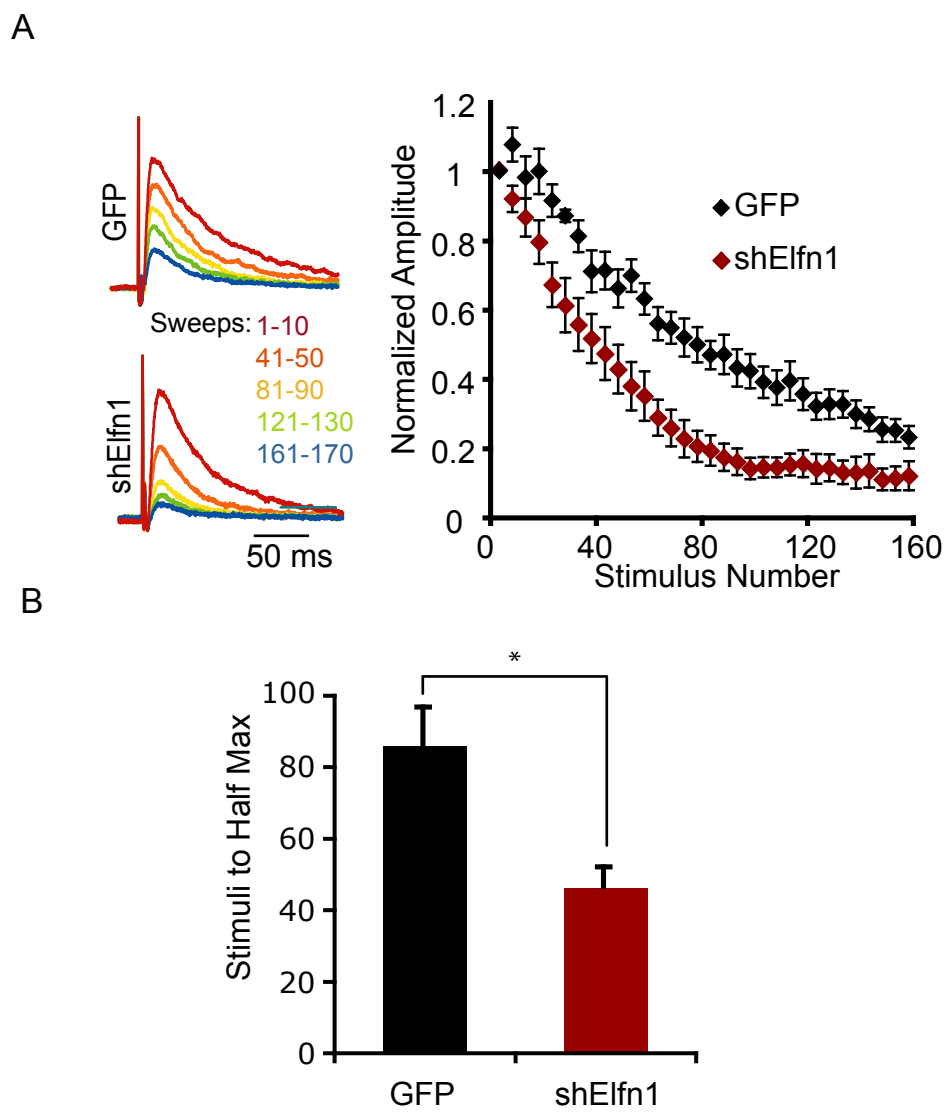 A
GFP
shElfn1
Sweeps: 1-10
41-50
81-90
121-130
161-170
50 ms
Normalized Amplitude
1.2
1
0.8
0.6
0.4
0.2
0
0 40 80 120 160
Stimulus Number
GFP
shElfn1
B
*
Stimuli to Half Max
100
80
60
40
20
0
GFP shElfn1